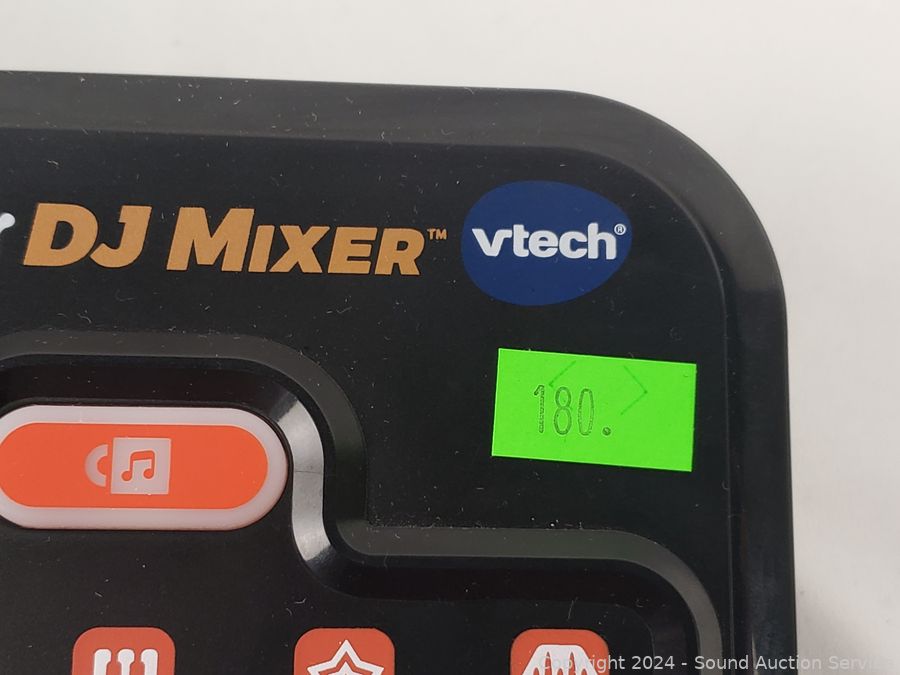 DJ MIXER™
vtech®
180.
Copyright 2024 - Sound Auction Service